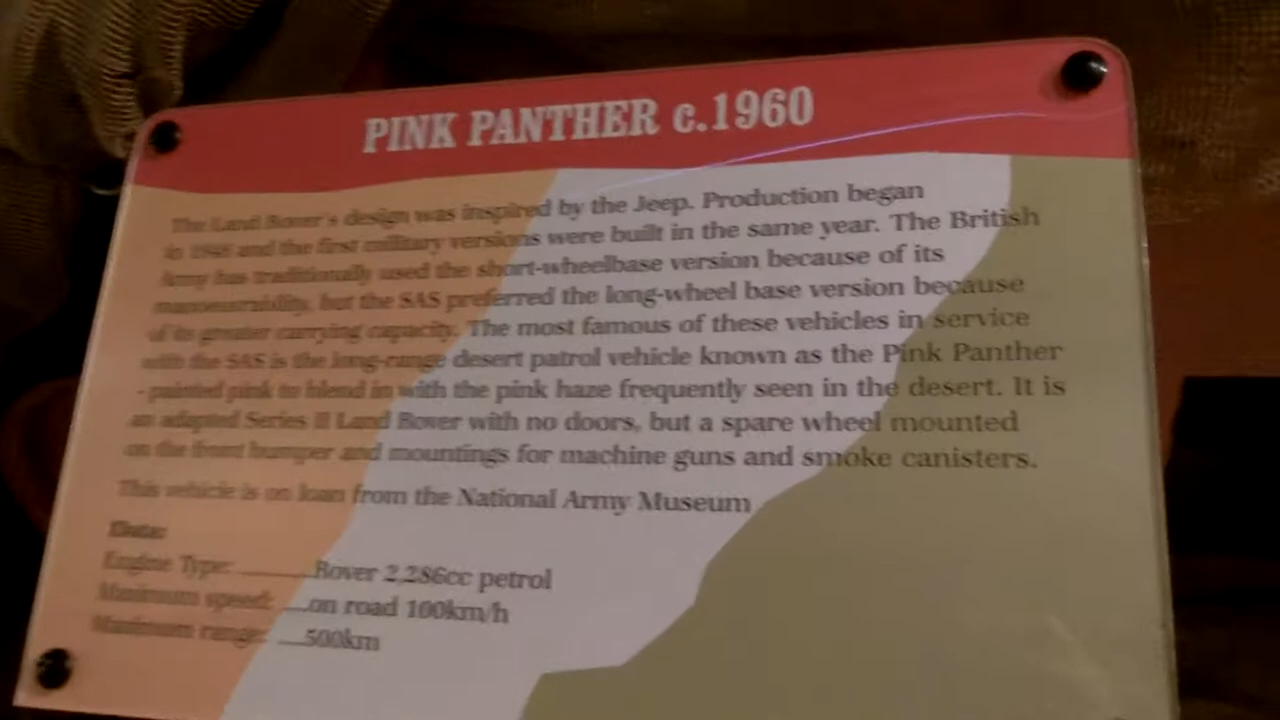 PINK PANTHER c.1960
The Land Rover's design was inspired by the Jeep. Production began
in 1948 and the first military versions were built in the same year. The British
Army has traditionally used the short-wheelbase version because of its
manoeuvrability, but the SAS preferred the long-wheel base version because
of its greater carrying capacity. The most famous of these vehicles in service
with the SAS is the long-range desert patrol vehicle known as the Pink Panther
- painted pink to blend in with the pink haze frequently seen in the desert. It is
an adapted Series II Land Rover with no doors, but a spare wheel mounted
on the front bumper and mountings for machine guns and smoke canisters.
This vehicle is on loan from the National Army Museum
Data:
Engine Type: ............Rover 2,286cc petrol
Maximum speed: ....on road 100km/h
Maximum range: ....500km